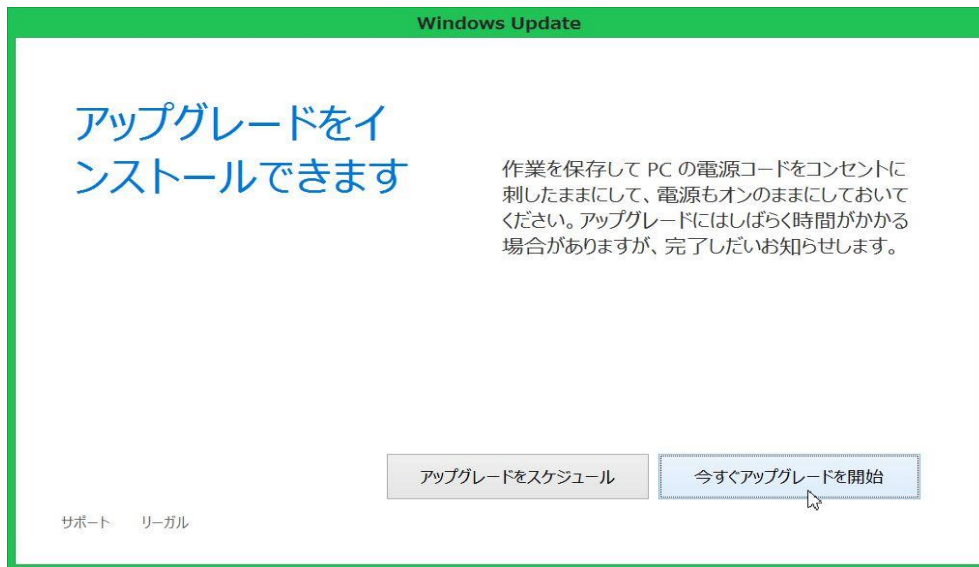 Windows Update
アップグレードをイ
ンストールできます
作業を保存して PC の電源コードをコンセントに
刺したままにして、電源もオンのままにしておいて
ください。アップグレードにはしばらく時間がかかる
場合がありますが、完了しだいお知らせします。
アップグレードをスケジュール
今すぐアップグレードを開始
サポート
リーガル